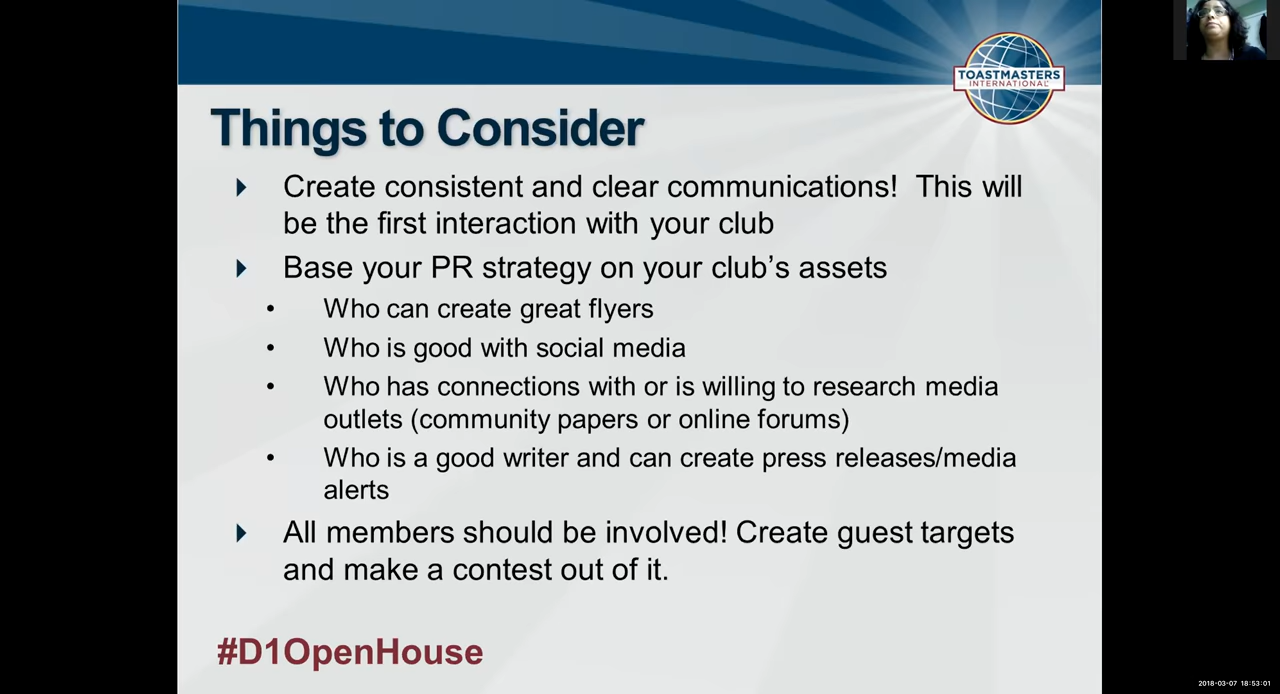 TOASTMASTERS
INTERNATIONAL
Things to Consider
Create consistent and clear communications!  This will
be the first interaction with your club
Base your PR strategy on your club’s assets
• Who can create great flyers
• Who is good with social media
• Who has connections with or is willing to research media
outlets (community papers or online forums)
• Who is a good writer and can create press releases/media
alerts
All members should be involved! Create guest targets
and make a contest out of it.
#D1OpenHouse
2018-03-07 18:53:01